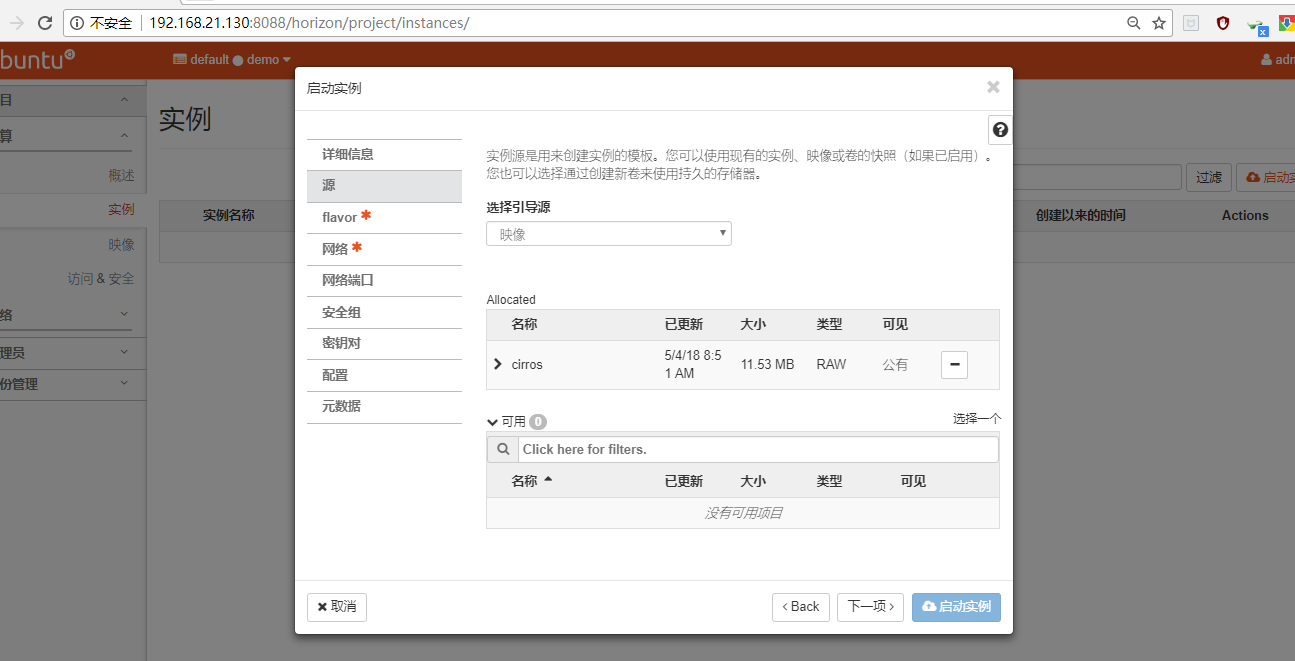 不安全 192.168.21.130:8088/horizon/project/instances/
buntu
default demo
adn
启动实例
目
算
概述
实例
映像
访问 & 安全
络
理员
份管理
实例
实例名称
过滤
启动实
创建以来的时间
Actions
详细信息
源
flavor *
网络 *
网络端口
安全组
密钥对
配置
元数据
实例源是用来创建实例的模板。您可以使用现有的实例、映像或卷的快照（如果已启用）。
您也可以选择通过创建新卷来使用持久的存储器。
选择引导源
映像
Allocated
名称 已更新 大小 类型 可见
cirros 5/4/18 8:5
1 AM 11.53 MB RAW 公有
可用 0 选择一个
Click here for filters.
名称 已更新 大小 类型 可见
没有可用项目
取消
Back
下一项
启动实例